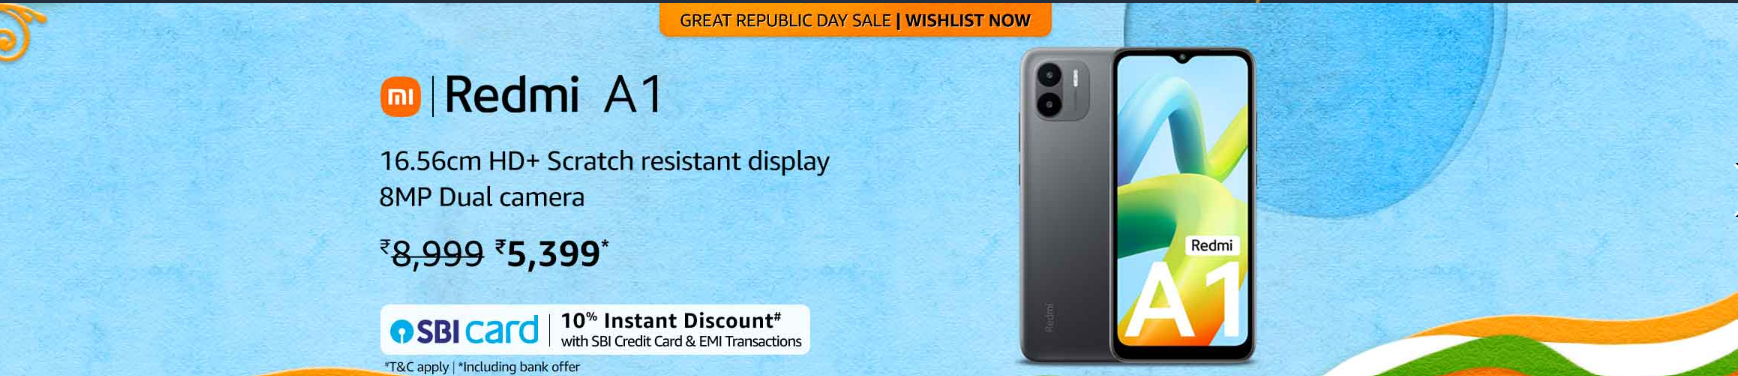 GREAT REPUBLIC DAY SALE | WISHLIST NOW
mi | Redmi A1
16.56cm HD+ Scratch resistant display
8MP Dual camera
₹8,999 ₹5,399*
SBI card | 10% Instant Discount#
with SBI Credit Card & EMI Transactions
#T&C apply | *Including bank offer
Redmi
Redmi
A1